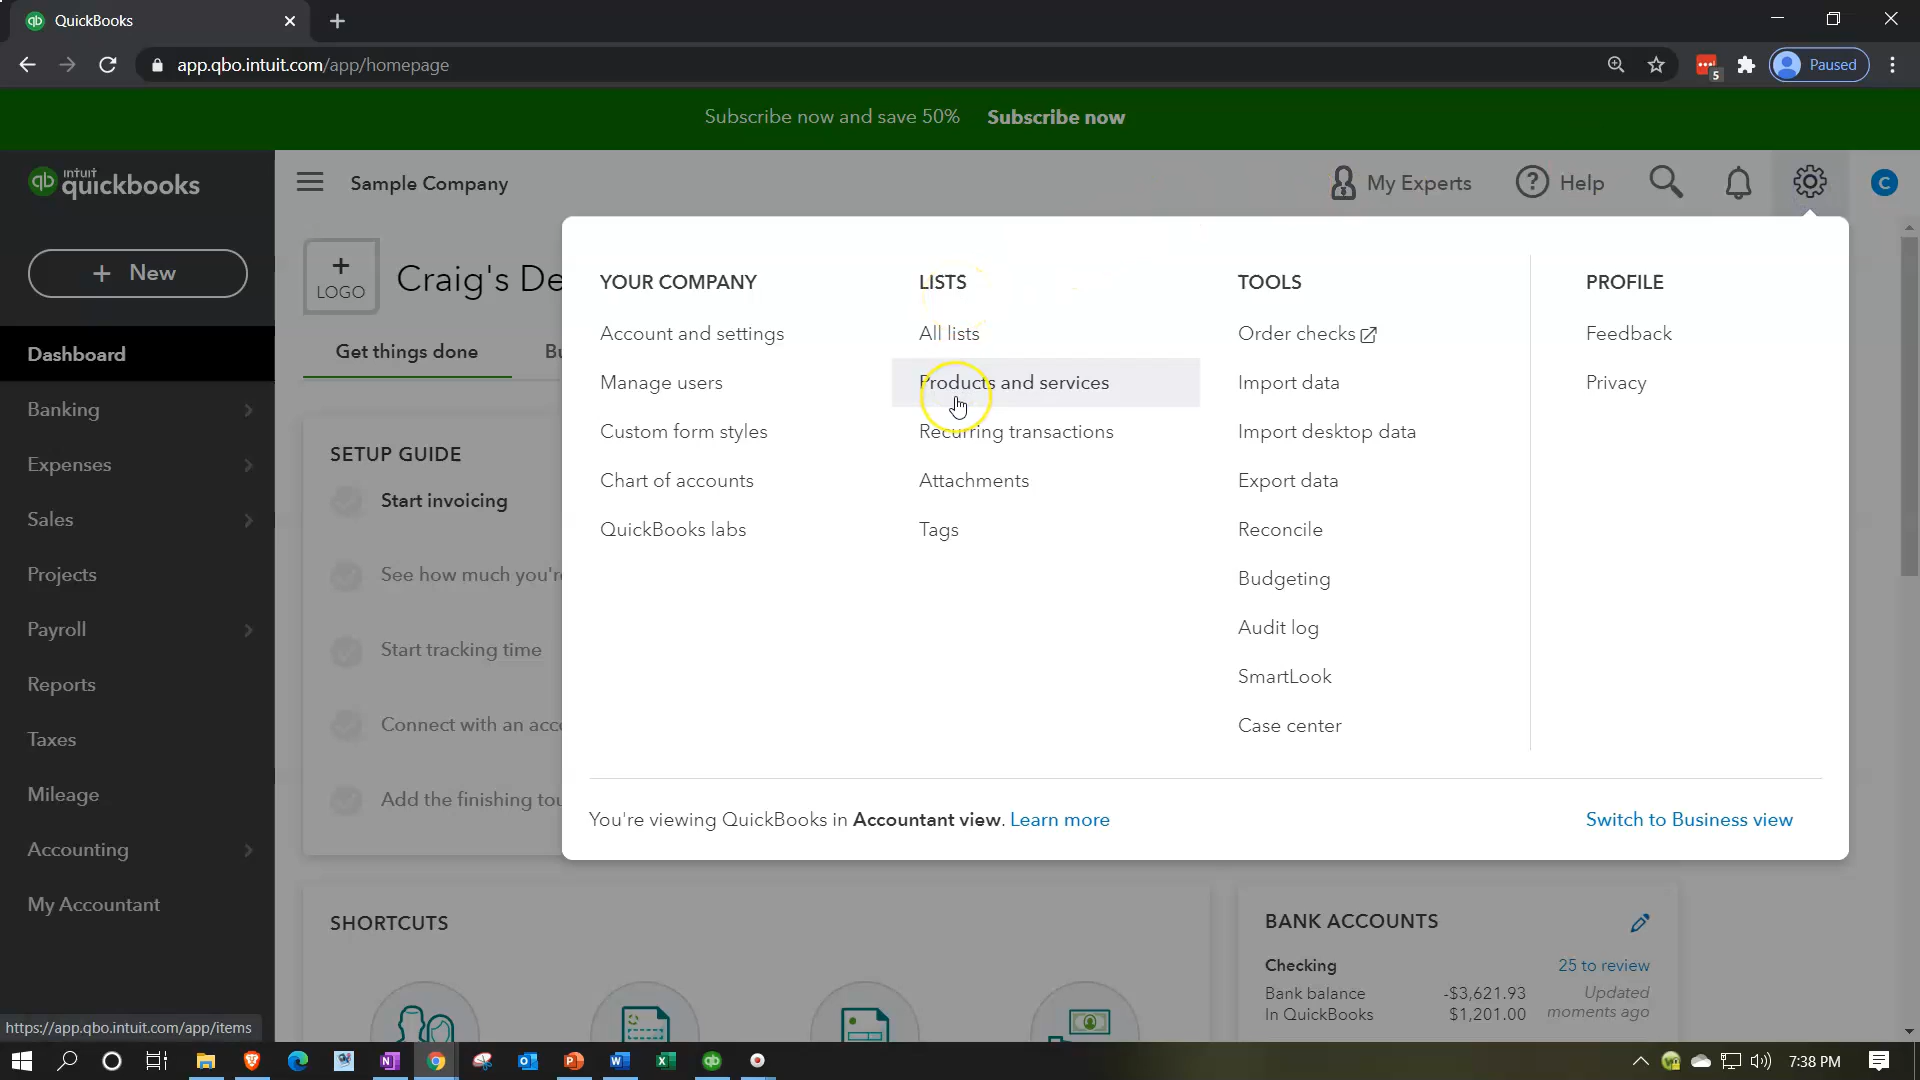 QuickBooks
app.qbo.intuit.com/app/homepage
5
Paused
Subscribe now and save 50% Subscribe now
qb intuit quickbooks
Sample Company
My Experts
Help
C
+ New
+
LOGO
Craig's De
Get things done
Bu
Dashboard
Banking
Expenses
Sales
Projects
Payroll
Reports
Taxes
Mileage
Accounting
My Accountant
SETUP GUIDE
Start invoicing
See how much you're
Start tracking time
Connect with an acco
Add the finishing tou
YOUR COMPANY
Account and settings
Manage users
Custom form styles
Chart of accounts
QuickBooks labs
LISTS
All lists
Products and services
Recurring transactions
Attachments
Tags
TOOLS
Order checks
Import data
Import desktop data
Export data
Reconcile
Budgeting
Audit log
SmartLook
Case center
PROFILE
Feedback
Privacy
You're viewing QuickBooks in Accountant view. Learn more
Switch to Business view
SHORTCUTS
BANK ACCOUNTS
Checking 25 to review
Bank balance -$3,621.93 Updated
In QuickBooks $1,201.00 moments ago
https://app.qbo.intuit.com/app/items
7:38 PM